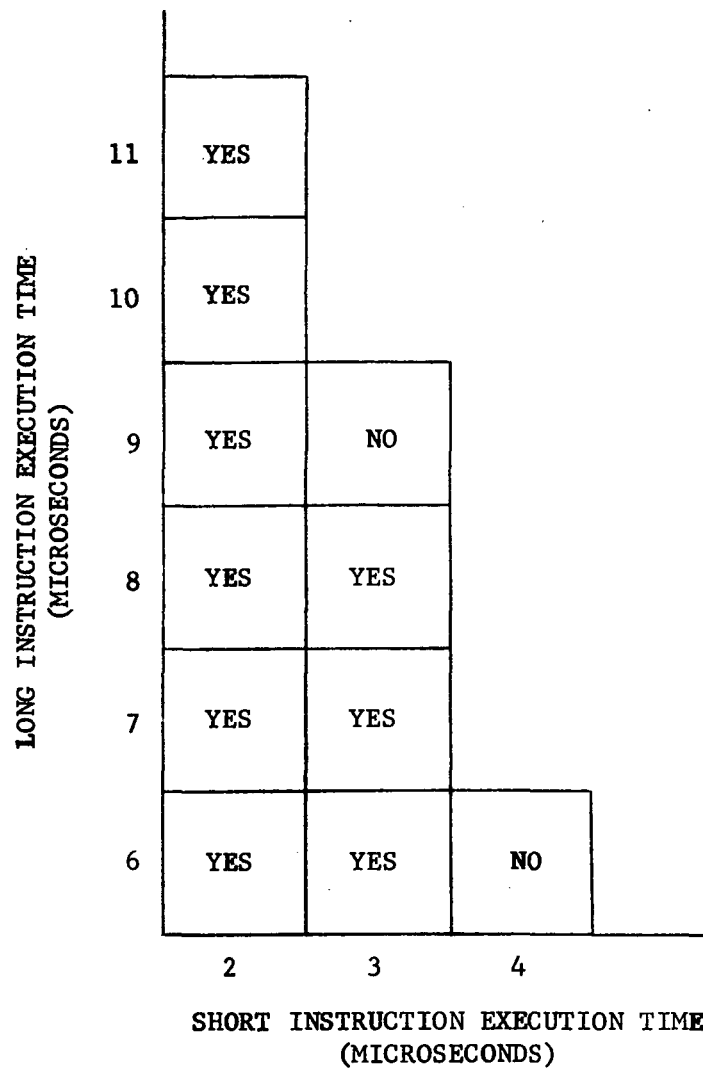 LONG INSTRUCTION EXECUTION TIME
(MICROSECONDS)
11 YES
10 YES
9 YES NO
8 YES YES
7 YES YES
6 YES YES NO
2 3 4
SHORT INSTRUCTION EXECUTION TIME
(MICROSECONDS)